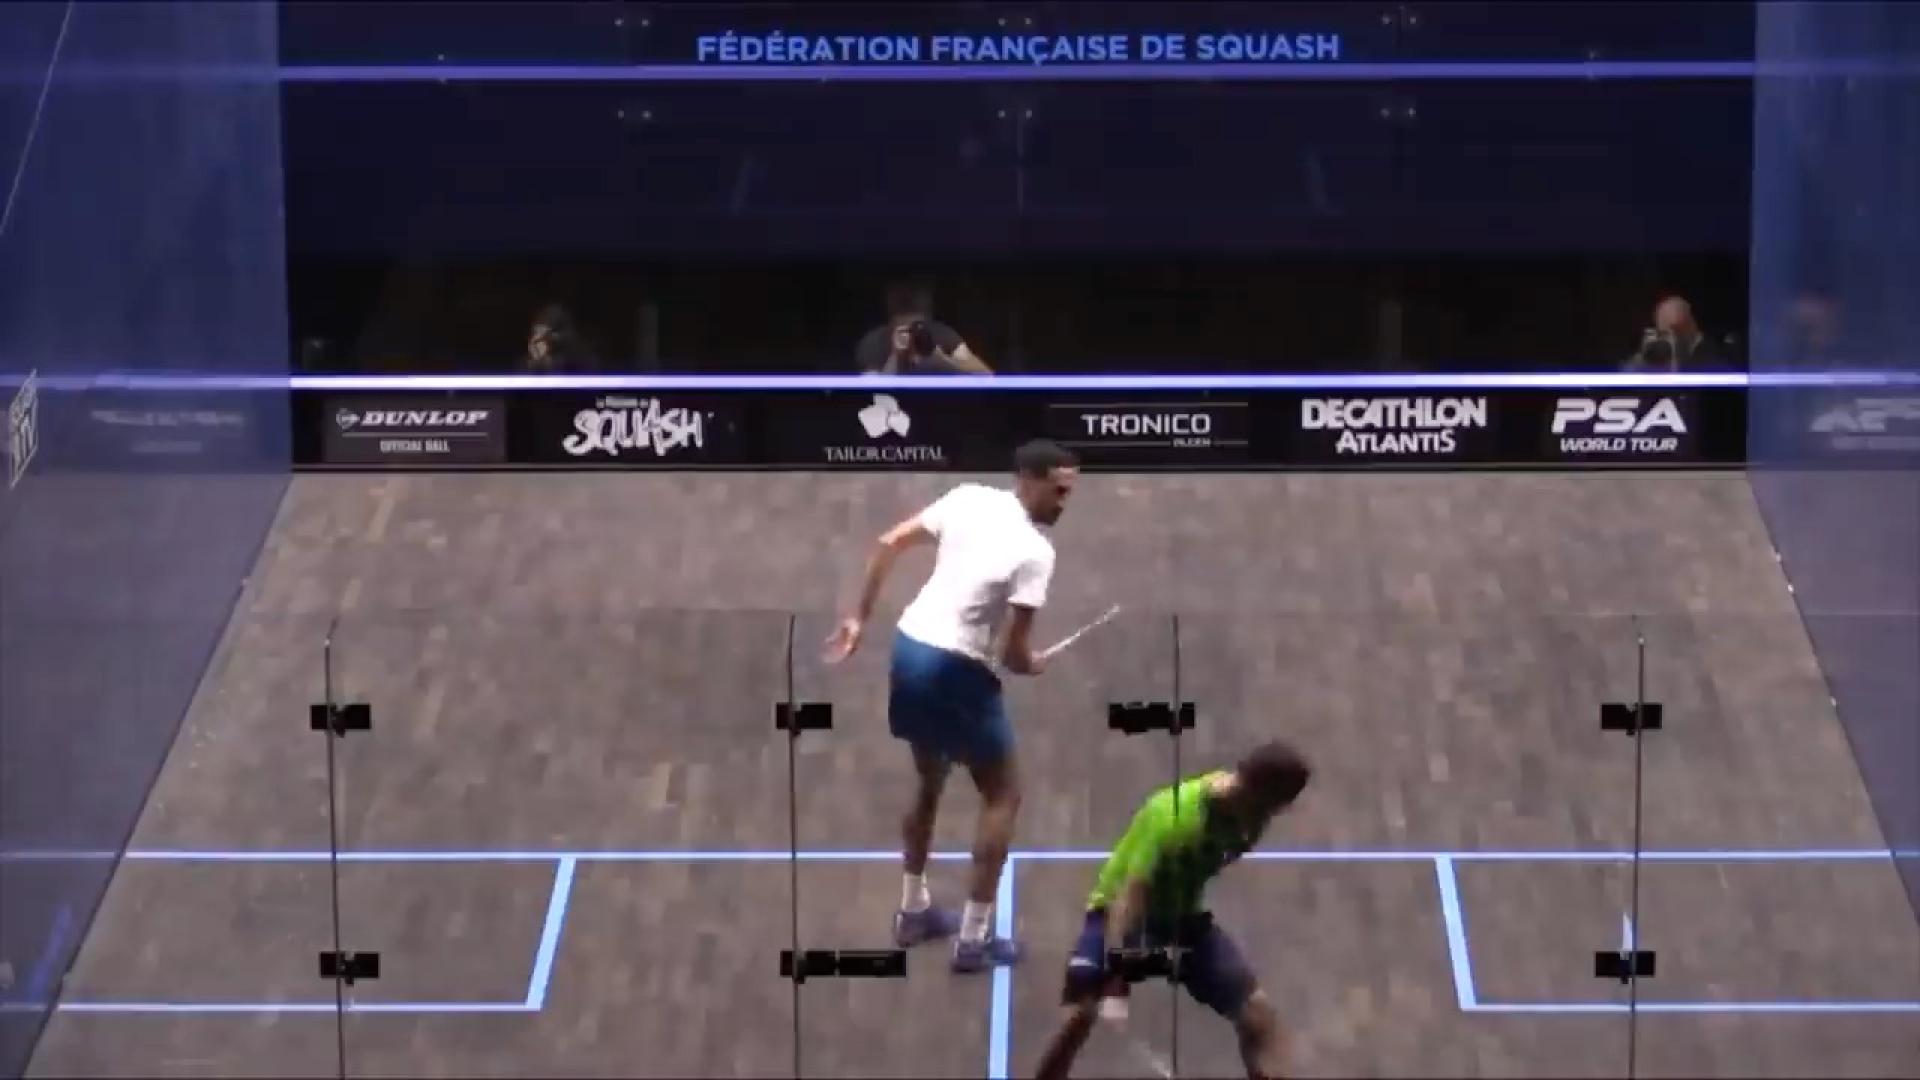 FÉDÉRATION FRANÇAISE DE SQUASH
DUNLOP
OFFICIAL BALL
SQUASH
TAILOR CAPITAL
TRONICO
DECATHLON
ATLANTIS
PSA
WORLD TOUR